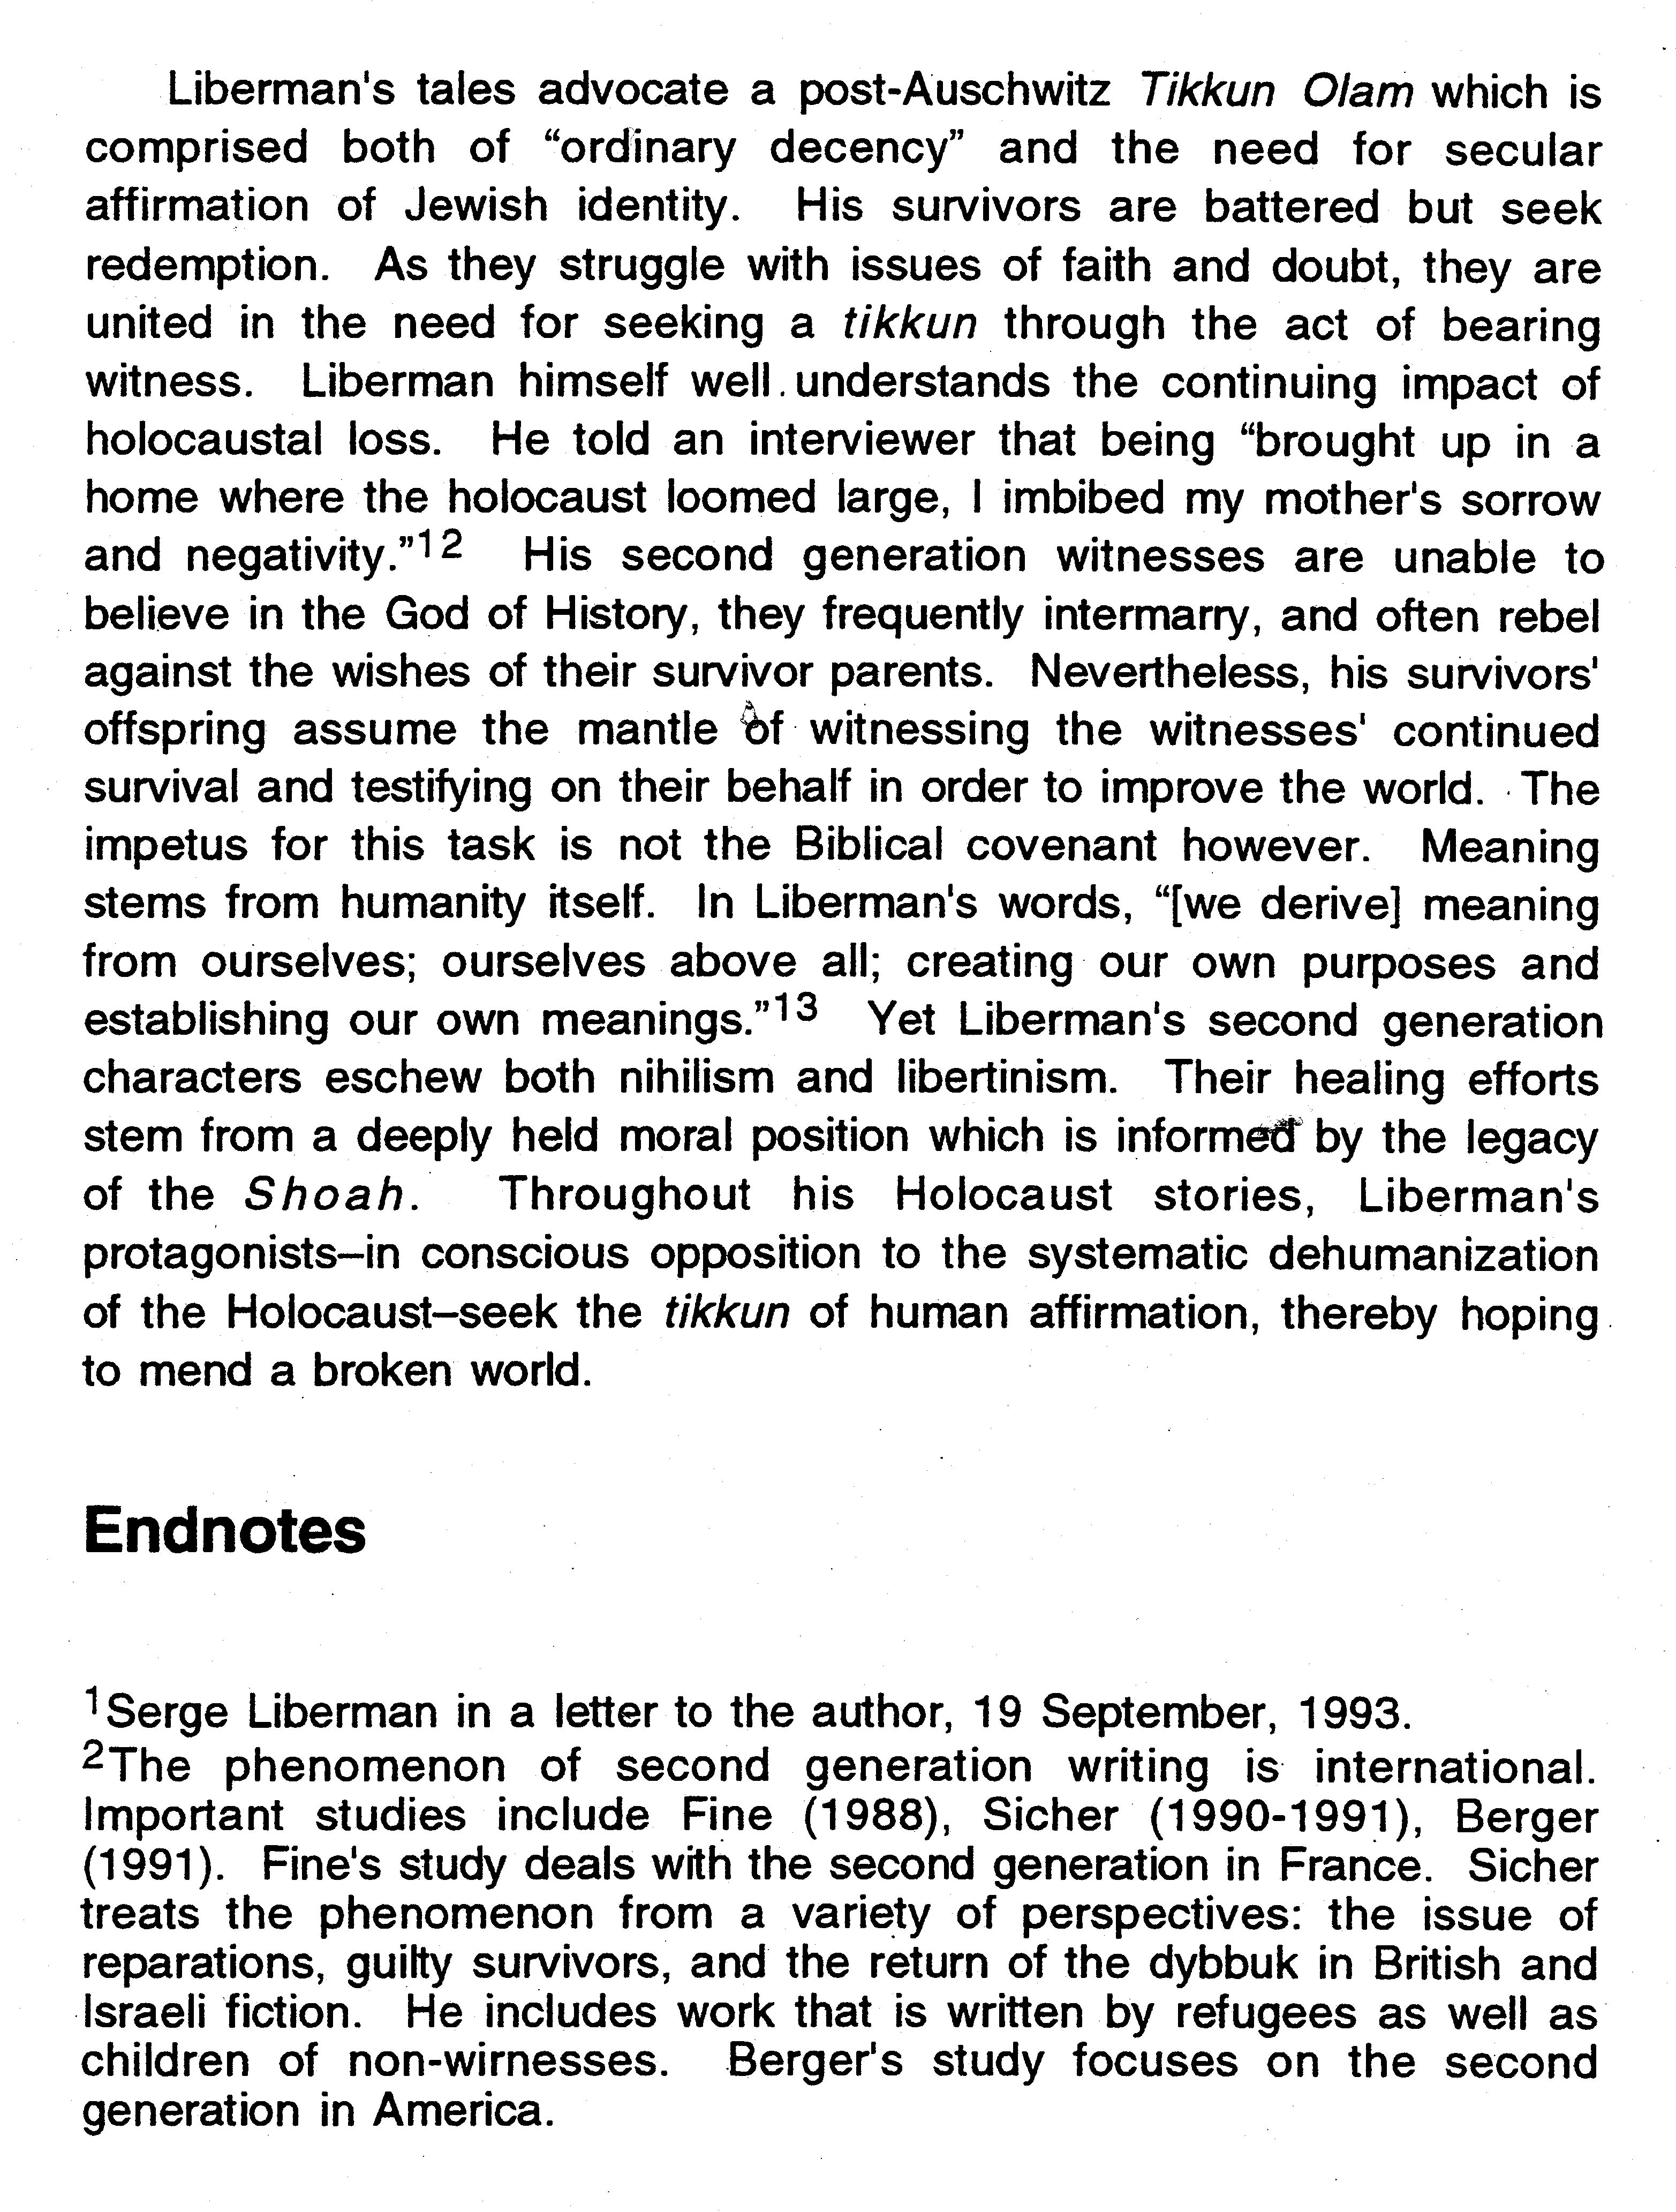 Liberman's tales advocate a post-Auschwitz Tikkun Olam which is
comprised both of “ordinary decency” and the need for secular
affirmation of Jewish identity. His survivors are battered but seek
redemption. As they struggle with issues of faith and doubt, they are
united in the need for seeking a tikkun through the act of bearing
witness. Liberman himself well understands the continuing impact of
holocaustal loss. He told an interviewer that being “brought up in a
home where the holocaust loomed large, I imbibed my mother's sorrow
and negativity.”12 His second generation witnesses are unable to
believe in the God of History, they frequently intermarry, and often rebel
against the wishes of their survivor parents. Nevertheless, his survivors'
offspring assume the mantle of witnessing the witnesses' continued
survival and testifying on their behalf in order to improve the world. The
impetus for this task is not the Biblical covenant however. Meaning
stems from humanity itself. In Liberman's words, “[we derive] meaning
from ourselves; ourselves above all; creating our own purposes and
establishing our own meanings.”13 Yet Liberman's second generation
characters eschew both nihilism and libertinism. Their healing efforts
stem from a deeply held moral position which is informed by the legacy
of the Shoah. Throughout his Holocaust stories, Liberman's
protagonists–in conscious opposition to the systematic dehumanization
of the Holocaust–seek the tikkun of human affirmation, thereby hoping
to mend a broken world.
Endnotes
1Serge Liberman in a letter to the author, 19 September, 1993.
2The phenomenon of second generation writing is international.
Important studies include Fine (1988), Sicher (1990-1991), Berger
(1991). Fine's study deals with the second generation in France. Sicher
treats the phenomenon from a variety of perspectives: the issue of
reparations, guilty survivors, and the return of the dybbuk in British and
Israeli fiction. He includes work that is written by refugees as well as
children of non-wirnesses. Berger's study focuses on the second
generation in America.